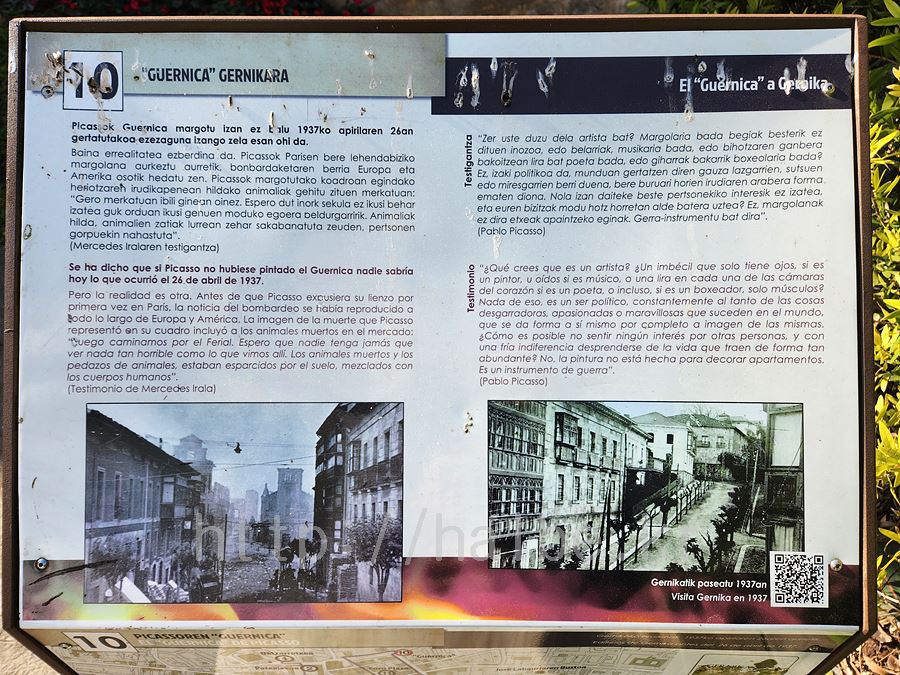 10
"GUERNICA" GERNIKARA
El "Guernica" a Gernika
Picassok Guernica margotu izan ez balu 1937ko apirilaren 26an
gertatutakoa ezezaguna izango zela esan ohi da.
Baina errealitatea ezberdina da. Picassok Parisen bere lehendabiziko
margolana aurkeztu aurretik, bonbardaketaren berria Europa eta
Amerika osotik hedatu zen. Picassok margotutako koadroan egindako
heriotzaren irudikapenean hildako animaliak gehitu zituen merkatuan:
"Gero merkatuan ibili ginean oinez. Espero dut inork sekula ez ikusi behar
izatea guk orduan ikusi genuen moduko egoera beldurgarririk. Animaliak
hilda, animalien zatiak lurrean zehar sakabanatuta zeuden, pertsonen
gorpuekin nahastuta".
(Mercedes Iralaren testigantza)
Se ha dicho que si Picasso no hubiese pintado el Guernica nadie sabría
hoy lo que ocurrió el 26 de abril de 1937.
Pero la realidad es otra. Antes de que Picasso expusiera su lienzo por
primera vez en París, la noticia del bombardeo se había reproducido a
todo lo largo de Europa y América. La imagen de la muerte que Picasso
representó en su cuadro incluyó a los animales muertos en el mercado:
"Luego caminamos por el Ferial. Espero que nadie tenga jamás que
ver nada tan horrible como lo que vimos allí. Los animales muertos y los
pedazos de animales, estaban esparcidos por el suelo, mezclados con
los cuerpos humanos".
(Testimonio de Mercedes Irala)
Testigantza
"Zer uste duzu dela artista bat? Margolaria bada begiak besterik ez
dituen inozoa, edo belarriak, musikaria bada, edo bihotzaren ganbera
bakoitzean lira bat poeta bada, edo giharrak bakarrik boxeolaria bada?
Ez, izaki politikoa da, munduan gertatzen diren gauza lazgarrien, sutsuen
edo miresgarrien berri duena, bere buruari horien irudiaren arabera forma
ematen diona. Nola izan daiteke beste pertsonekiko interesik ez izatea,
eta euren bizitzak modu hotz horretan alde batera uztea? Ez, margolanak
ez dira etxeak apaintzeko eginak. Gerra-instrumentu bat dira".
(Pablo Picasso)
Testimonio
"¿Qué crees que es un artista? ¿Un imbécil que solo tiene ojos, si es
un pintor, u oídos si es músico, o una lira en cada una de las cámaras
del corazón si es un poeta, o incluso, si es un boxeador, solo músculos?
Nada de eso, es un ser político, constantemente al tanto de las cosas
desgarradoras, apasionadas o maravillosas que suceden en el mundo,
que se da forma a sí mismo por completo a imagen de las mismas.
¿Cómo es posible no sentir ningún interés por otras personas, y con
una fría indiferencia desprenderse de la vida que traen de forma tan
abundante? No, la pintura no está hecha para decorar apartamentos.
Es un instrumento de guerra".
(Pablo Picasso)
Gernikatik paseatu 1937an
Visita Gernika en 1937
10
PICASSOREN "GUERNICA"